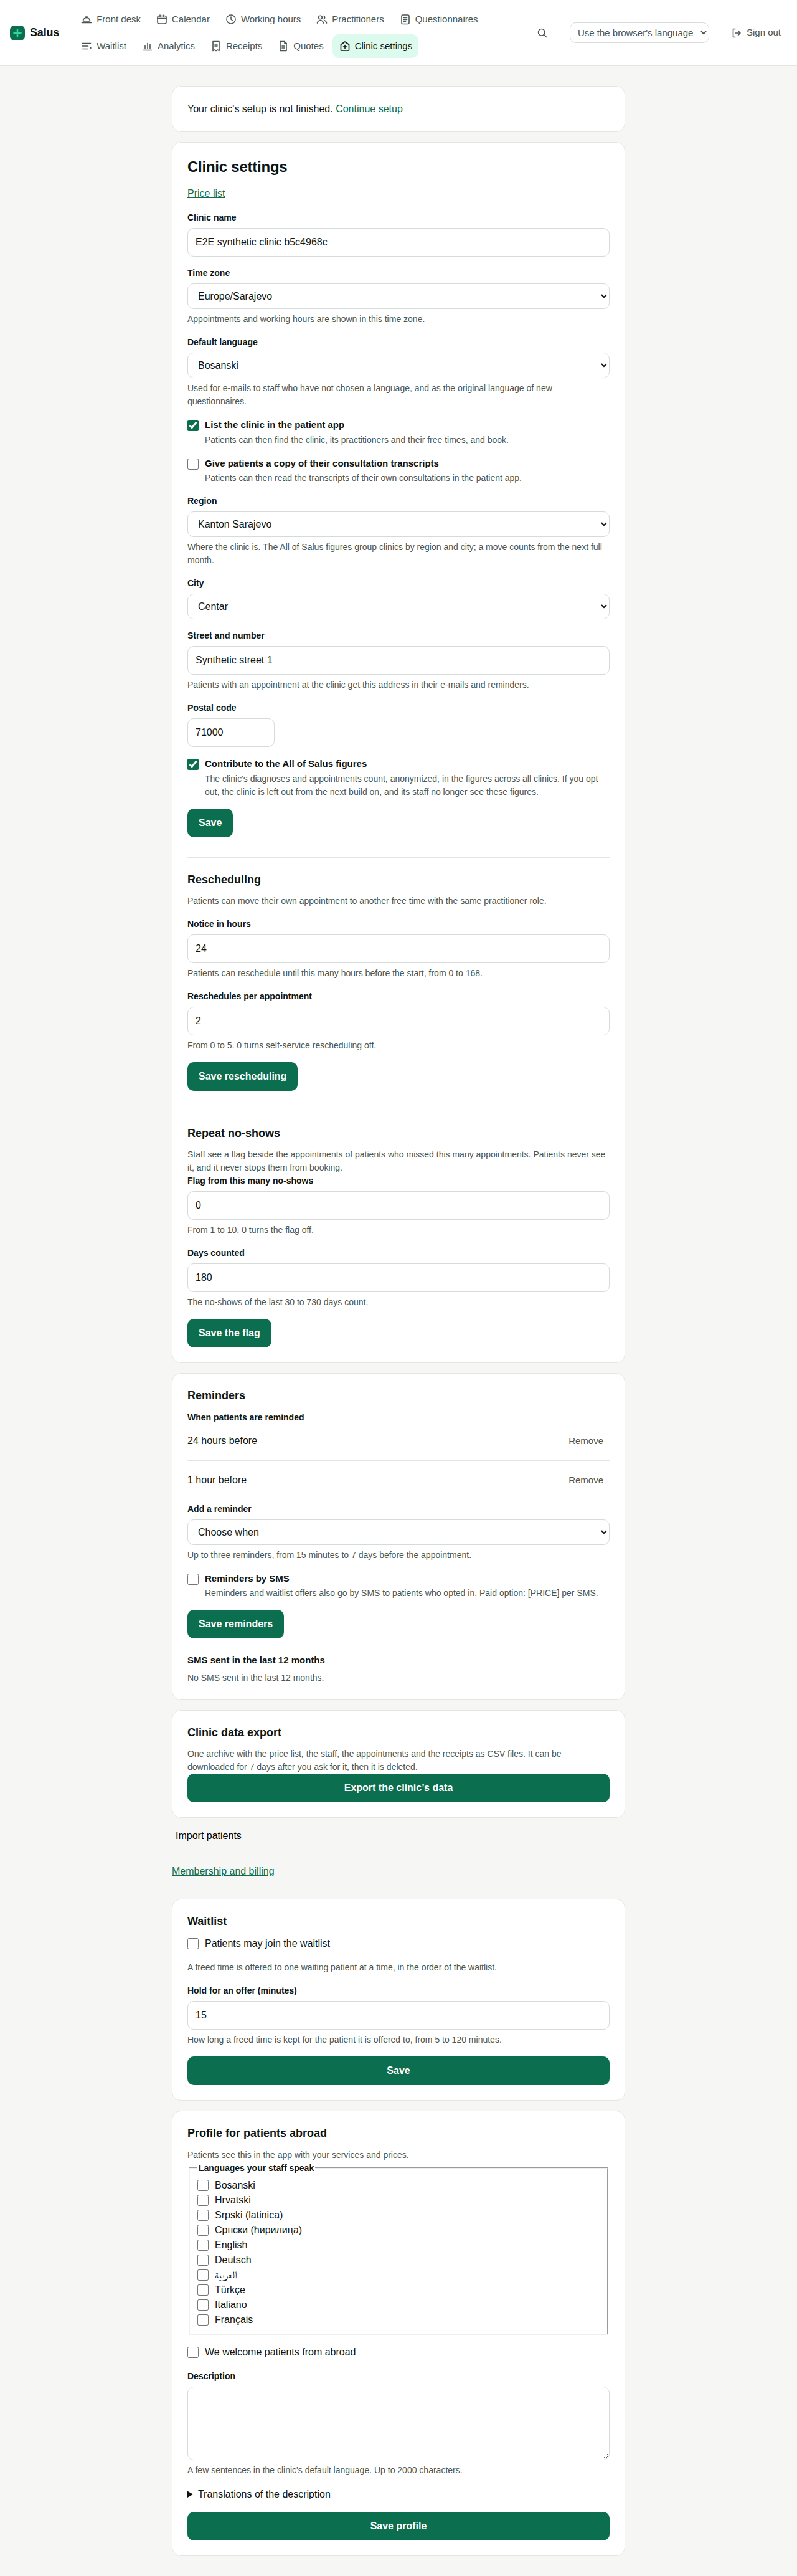 Salus
Front desk
Calendar
Working hours
Practitioners
Questionnaires
Waitlist
Analytics
Receipts
Quotes
Clinic settings
Use the browser's language
Sign out
Your clinic's setup is not finished. Continue setup
Clinic settings
Price list
Clinic name
E2E synthetic clinic b5c4968c
Time zone
Europe/Sarajevo
Appointments and working hours are shown in this time zone.
Default language
Bosanski
Used for e-mails to staff who have not chosen a language, and as the original language of new
questionnaires.
List the clinic in the patient app
Patients can then find the clinic, its practitioners and their free times, and book.
Give patients a copy of their consultation transcripts
Patients can then read the transcripts of their own consultations in the patient app.
Region
Kanton Sarajevo
Where the clinic is. The All of Salus figures group clinics by region and city; a move counts from the next full
month.
City
Centar
Street and number
Synthetic street 1
Patients with an appointment at the clinic get this address in their e-mails and reminders.
Postal code
71000
Contribute to the All of Salus figures
The clinic's diagnoses and appointments count, anonymized, in the figures across all clinics. If you opt
out, the clinic is left out from the next build on, and its staff no longer see these figures.
Save
Rescheduling
Patients can move their own appointment to another free time with the same practitioner role.
Notice in hours
24
Patients can reschedule until this many hours before the start, from 0 to 168.
Reschedules per appointment
2
From 0 to 5. 0 turns self-service rescheduling off.
Save rescheduling
Repeat no-shows
Staff see a flag beside the appointments of patients who missed this many appointments. Patients never see
it, and it never stops them from booking.
Flag from this many no-shows
0
From 1 to 10. 0 turns the flag off.
Days counted
180
The no-shows of the last 30 to 730 days count.
Save the flag
Reminders
When patients are reminded
24 hours before
Remove
1 hour before
Remove
Add a reminder
Choose when
Up to three reminders, from 15 minutes to 7 days before the appointment.
Reminders by SMS
Reminders and waitlist offers also go by SMS to patients who opted in. Paid option: [PRICE] per SMS.
Save reminders
SMS sent in the last 12 months
No SMS sent in the last 12 months.
Clinic data export
One archive with the price list, the staff, the appointments and the receipts as CSV files. It can be
downloaded for 7 days after you ask for it, then it is deleted.
Export the clinic’s data
Import patients
Membership and billing
Waitlist
Patients may join the waitlist
A freed time is offered to one waiting patient at a time, in the order of the waitlist.
Hold for an offer (minutes)
15
How long a freed time is kept for the patient it is offered to, from 5 to 120 minutes.
Save
Profile for patients abroad
Patients see this in the app with your services and prices.
Languages your staff speak
Bosanski
Hrvatski
Srpski (latinica)
Српски (ћирилица)
English
Deutsch
العربية
Türkçe
Italiano
Français
We welcome patients from abroad
Description
A few sentences in the clinic's default language. Up to 2000 characters.
Translations of the description
Save profile